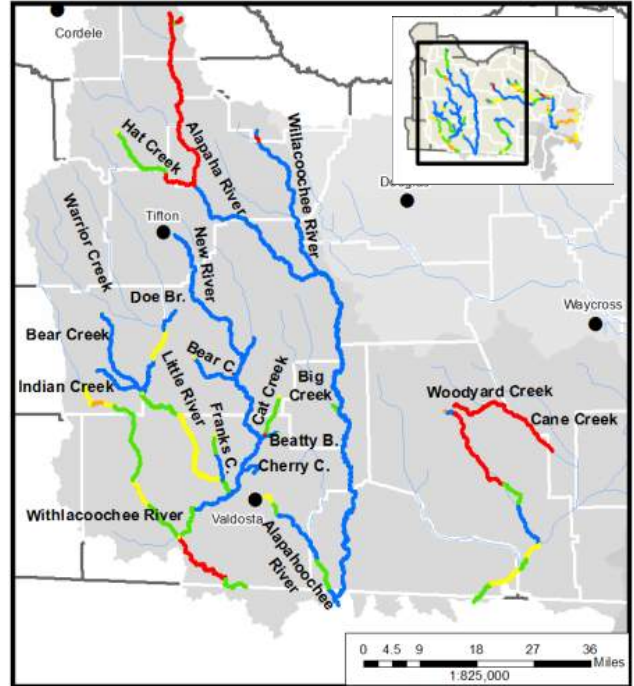 Cordele
Hat Creek
Alapaha River
Willacoochee River
Douglas
Warrior Creek
Tifton
New River
Doe Br.
Waycross
Bear Creek
Bear C.
Little River
Cat Creek
Big
Creek
Indian Creek
Woodyard Creek
Cane Creek
Franks C.
Beatty B.
Cherry C.
Withlacoochee River
Valdosta
Alapahoochee
River
0 4.5 9 18 27 36
Miles
1:825,000